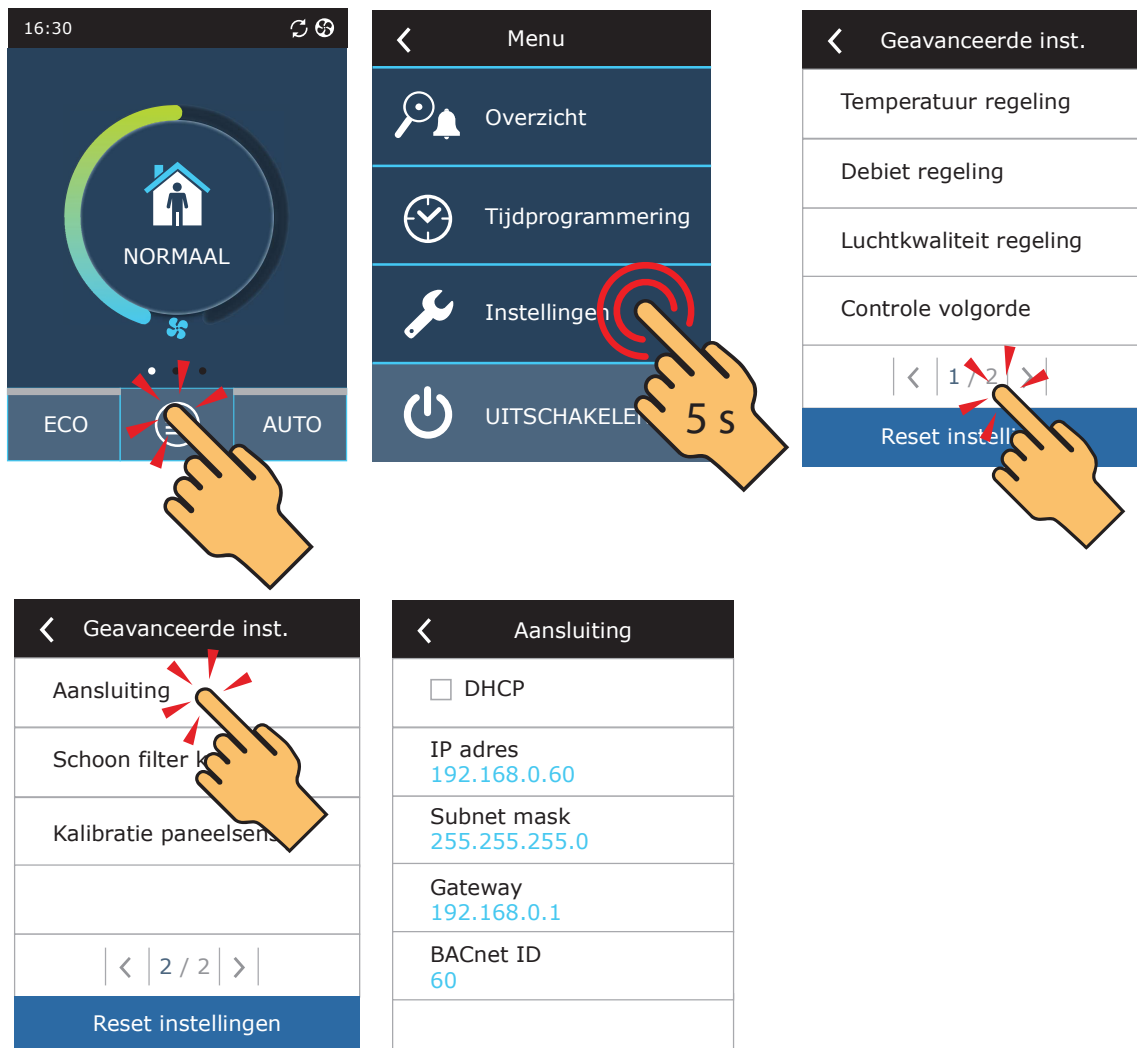 16:30
NORMAAL
ECO
AUTO
Menu
Overzicht
Tijdprogrammering
Instellingen
UITSCHAKELEN
5 s
Geavanceerde inst.
Temperatuur regeling
Debiet regeling
Luchtkwaliteit regeling
Controle volgorde
1 / 2
Reset instelli
Geavanceerde inst.
Aansluiting
Schoon filter k
Kalibratie paneelsens
2 / 2
Reset instellingen
Aansluiting
DHCP
IP adres
192.168.0.60
Subnet mask
255.255.255.0
Gateway
192.168.0.1
BACnet ID
60